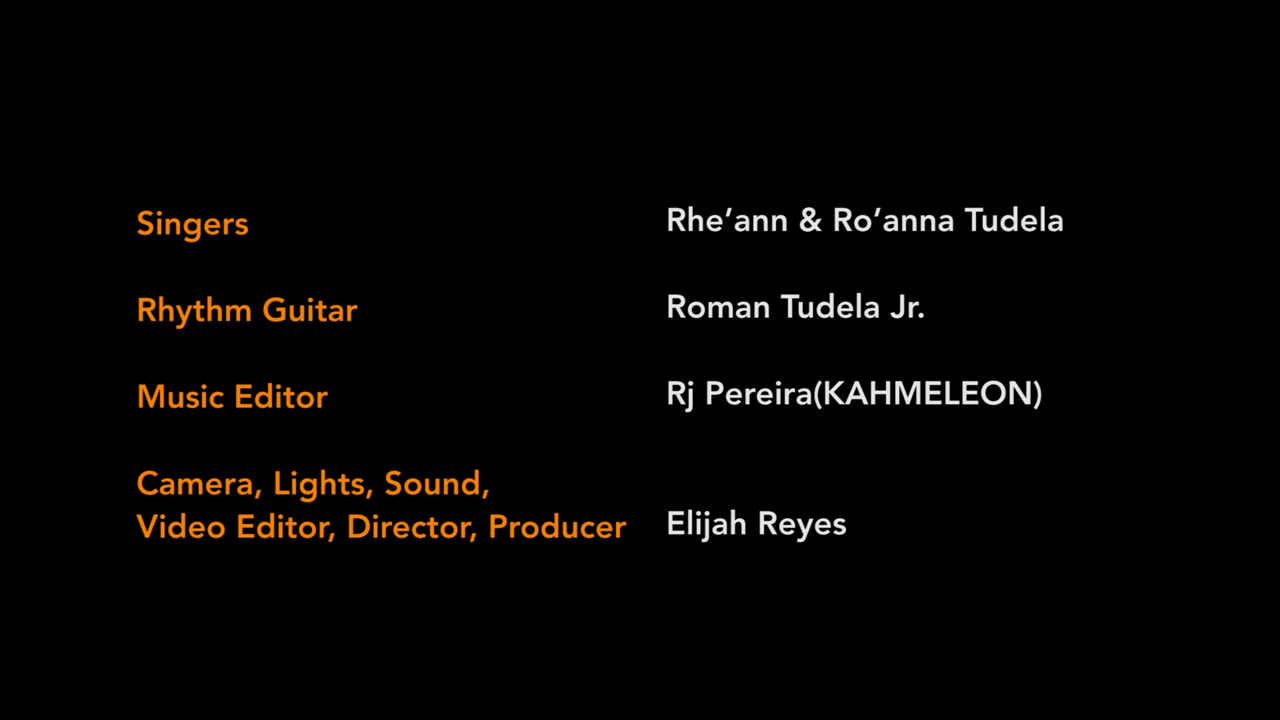 Singers Rhe’ann & Ro’anna Tudela
Rhythm Guitar Roman Tudela Jr.
Music Editor Rj Pereira(KAHMELEON)
Camera, Lights, Sound,
Video Editor, Director, Producer Elijah Reyes